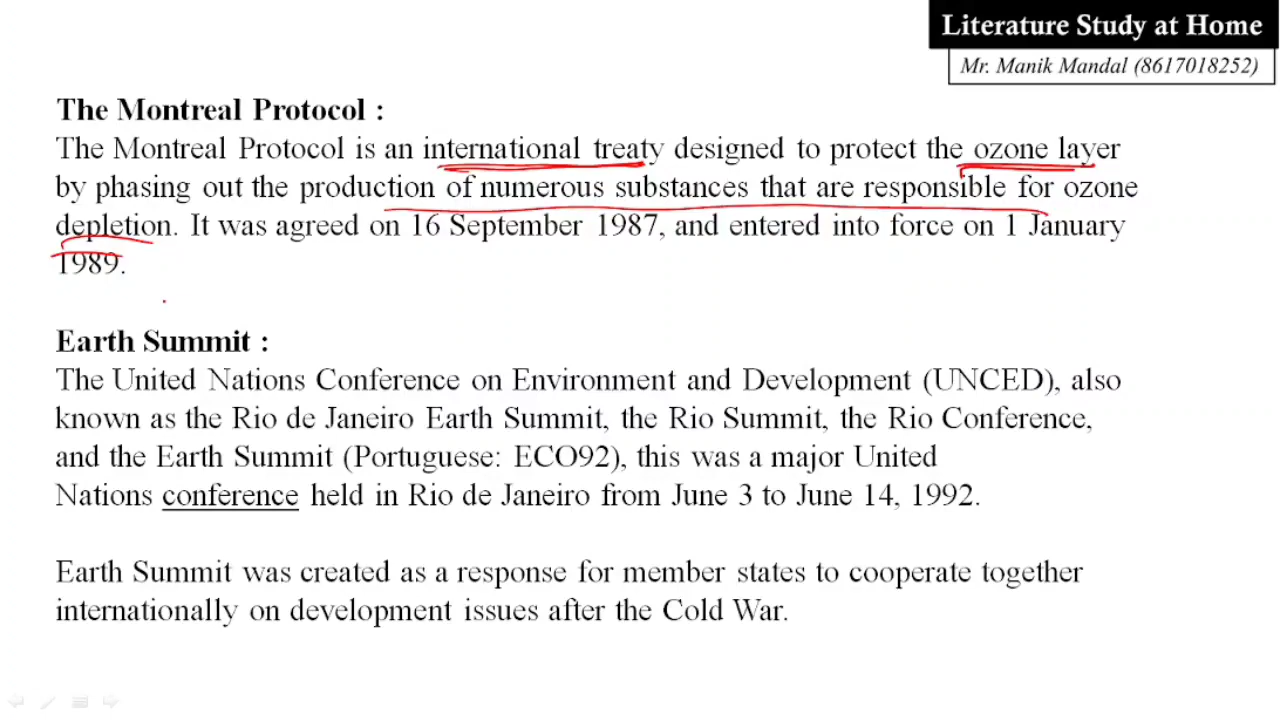 Literature Study at Home
Mr. Manik Mandal (8617018252)
The Montreal Protocol :
The Montreal Protocol is an international treaty designed to protect the ozone layer
by phasing out the production of numerous substances that are responsible for ozone
depletion. It was agreed on 16 September 1987, and entered into force on 1 January
1989.
Earth Summit :
The United Nations Conference on Environment and Development (UNCED), also
known as the Rio de Janeiro Earth Summit, the Rio Summit, the Rio Conference,
and the Earth Summit (Portuguese: ECO92), this was a major United
Nations conference held in Rio de Janeiro from June 3 to June 14, 1992.
Earth Summit was created as a response for member states to cooperate together
internationally on development issues after the Cold War.